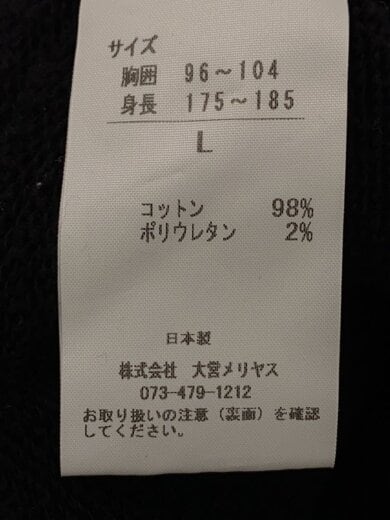 サイズ
胸囲 96～104
身長 175～185
L
コットン 98%
ポリウレタン 2%
日本製
株式会社 大営メリヤス
073-479-1212
お取り扱いの注意（裏面）を確認
してください。